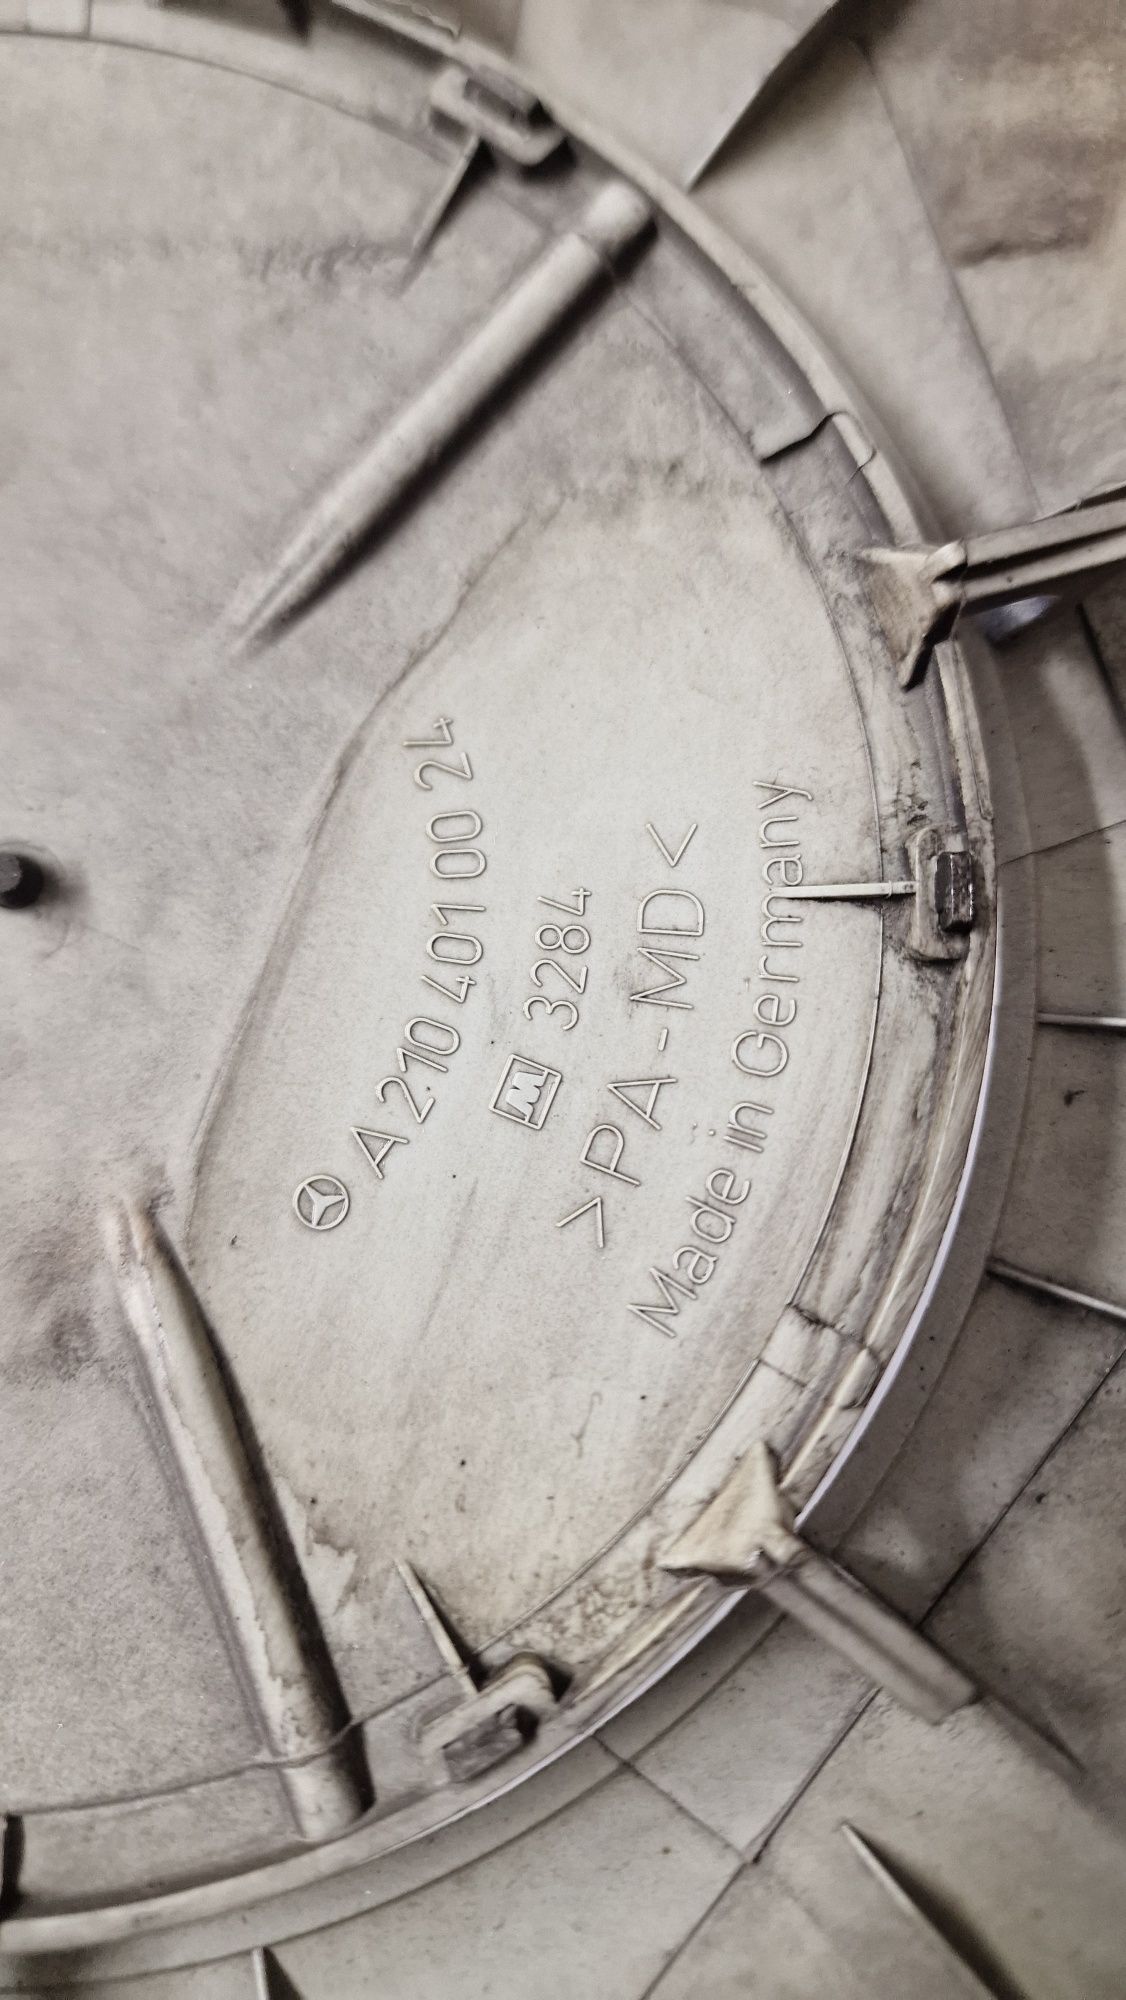 A 210 401 00 24
M 3284
>PA-MD<
Made in Germany